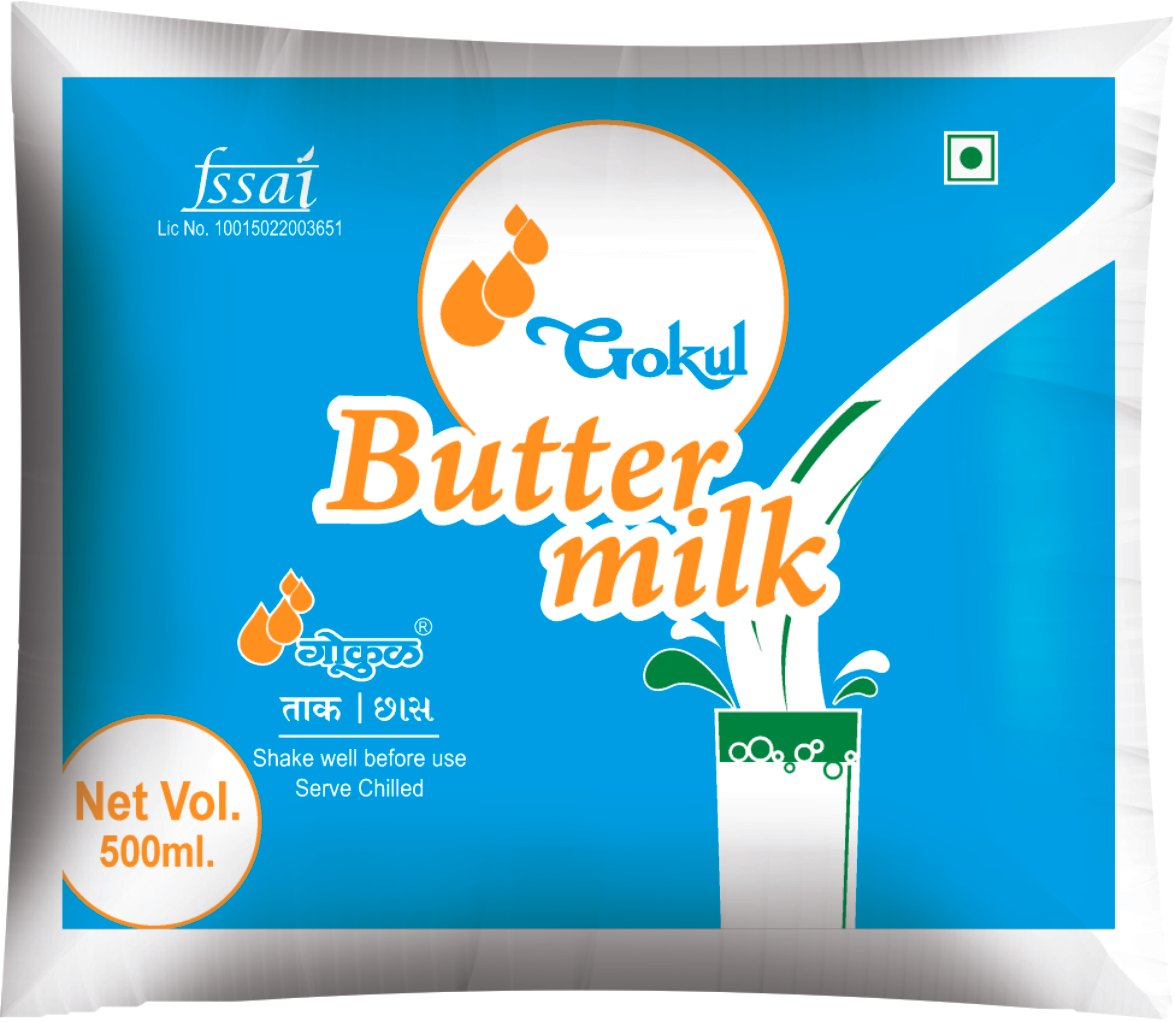 fssai
Lic No. 10015022003651
Gokul
Butter
milk
गोकुळ ®
ताक | છાસ
Shake well before use
Serve Chilled
Net Vol.
500ml.